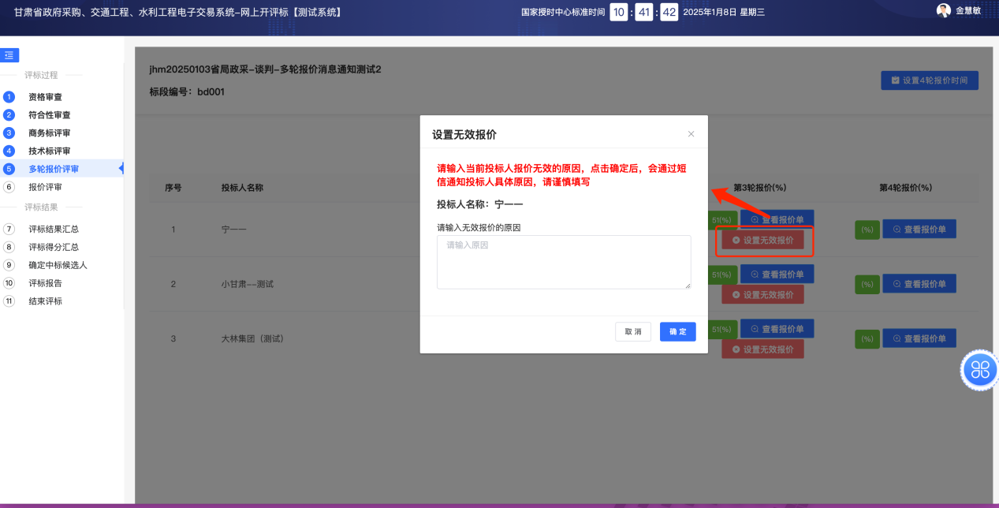 甘肃省政府采购、交通工程、水利工程电子交易系统-网上开评标【测试系统】
国家授时中心标准时间 10 : 41 : 42 2025年1月8日 星期三
金慧敏
评标过程
1 资格审查
2 符合性审查
3 商务标评审
4 技术标评审
5 多轮报价评审
6 报价评审
评标结果
7 评标结果汇总
8 评标得分汇总
9 确定中标候选人
10 评标报告
11 结束评标
jhm20250103省局政采-谈判-多轮报价消息通知测试2
标段编号：bd001
设置4轮报价时间
序号 投标人名称 第3轮报价(%) 第4轮报价(%)
1 宁一一 51(%) 查看报价单 (%) 查看报价单
设置无效报价
2 小甘肃--测试 51(%) 查看报价单 (%) 查看报价单
设置无效报价
3 大林集团（测试） 51(%) 查看报价单 (%) 查看报价单
设置无效报价
设置无效报价
请输入当前投标人报价无效的原因，点击确定后，会通过短
信通知投标人具体原因，请谨慎填写
投标人名称：宁一一
请输入无效报价的原因
请输入原因
取 消
确 定